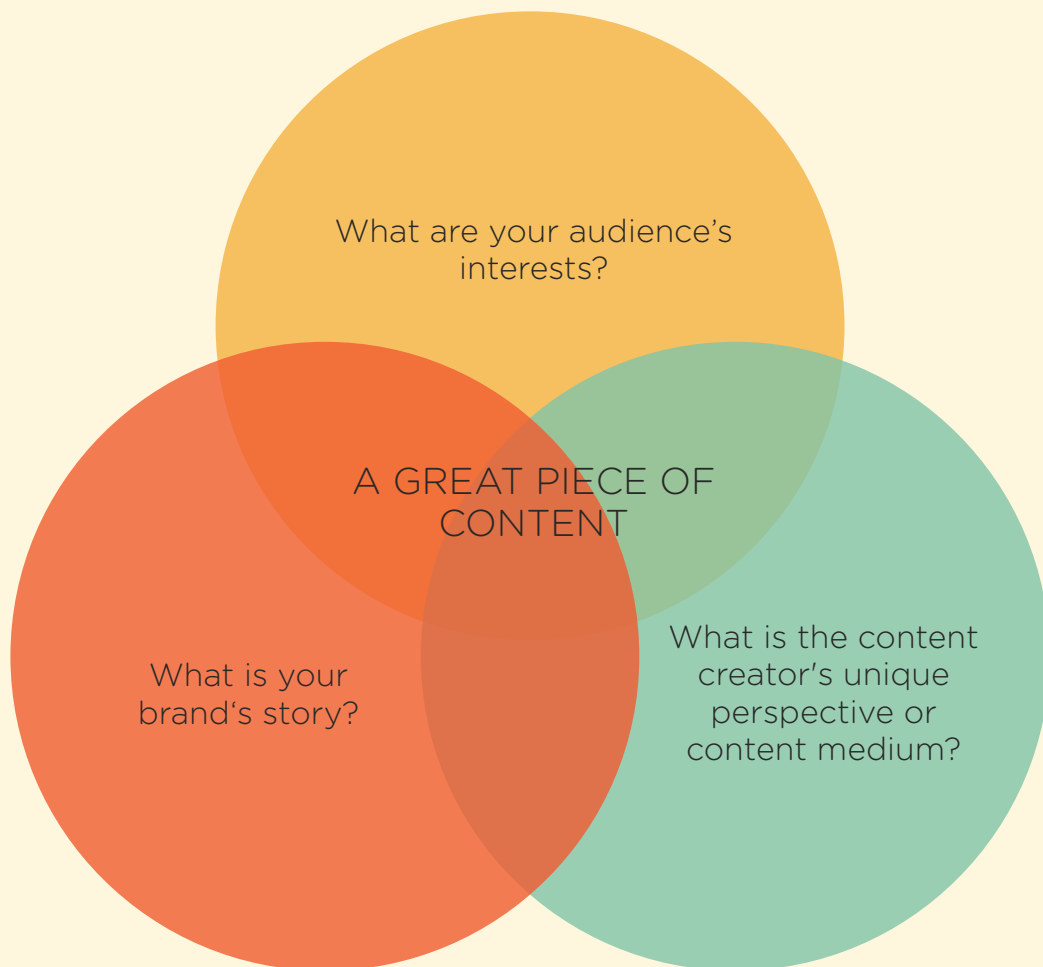 What are your audience’s
interests?
A GREAT PIECE OF
CONTENT
What is your
brand‘s story?
What is the content
creator's unique
perspective or
content medium?